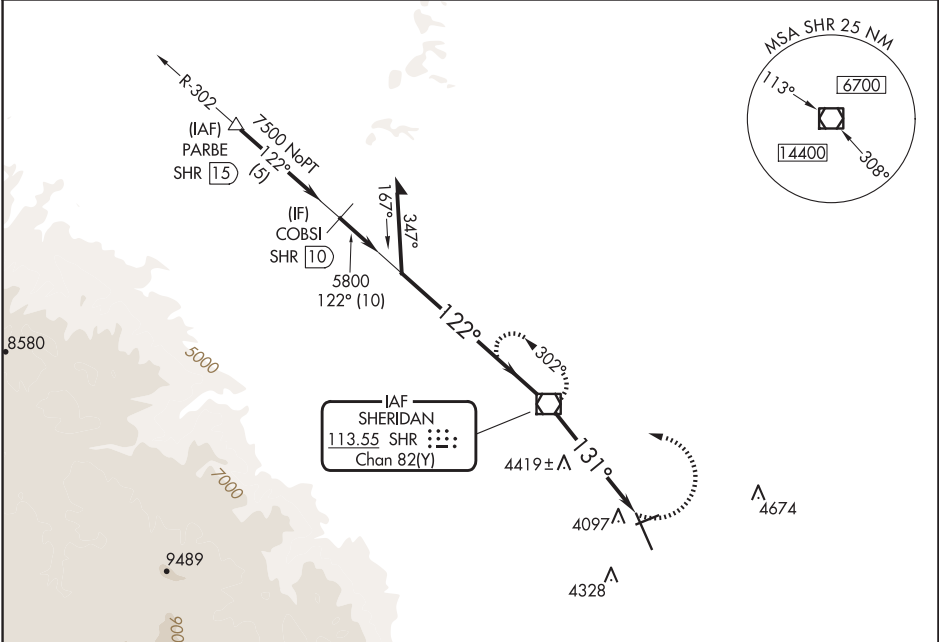 MSA SHR 25 NM
113°
6700
14400
308°
R-302
(IAF)
PARBE
SHR 15
7500 NoPT
122°
(5)
(IF)
COBSI
SHR 10
167°
347°
5800
122° (10)
122°
302°
8580
5000
IAF
SHERIDAN
113.55 SHR
Chan 82(Y)
4419±
131°
4674
4097
7000
9489
4328
900